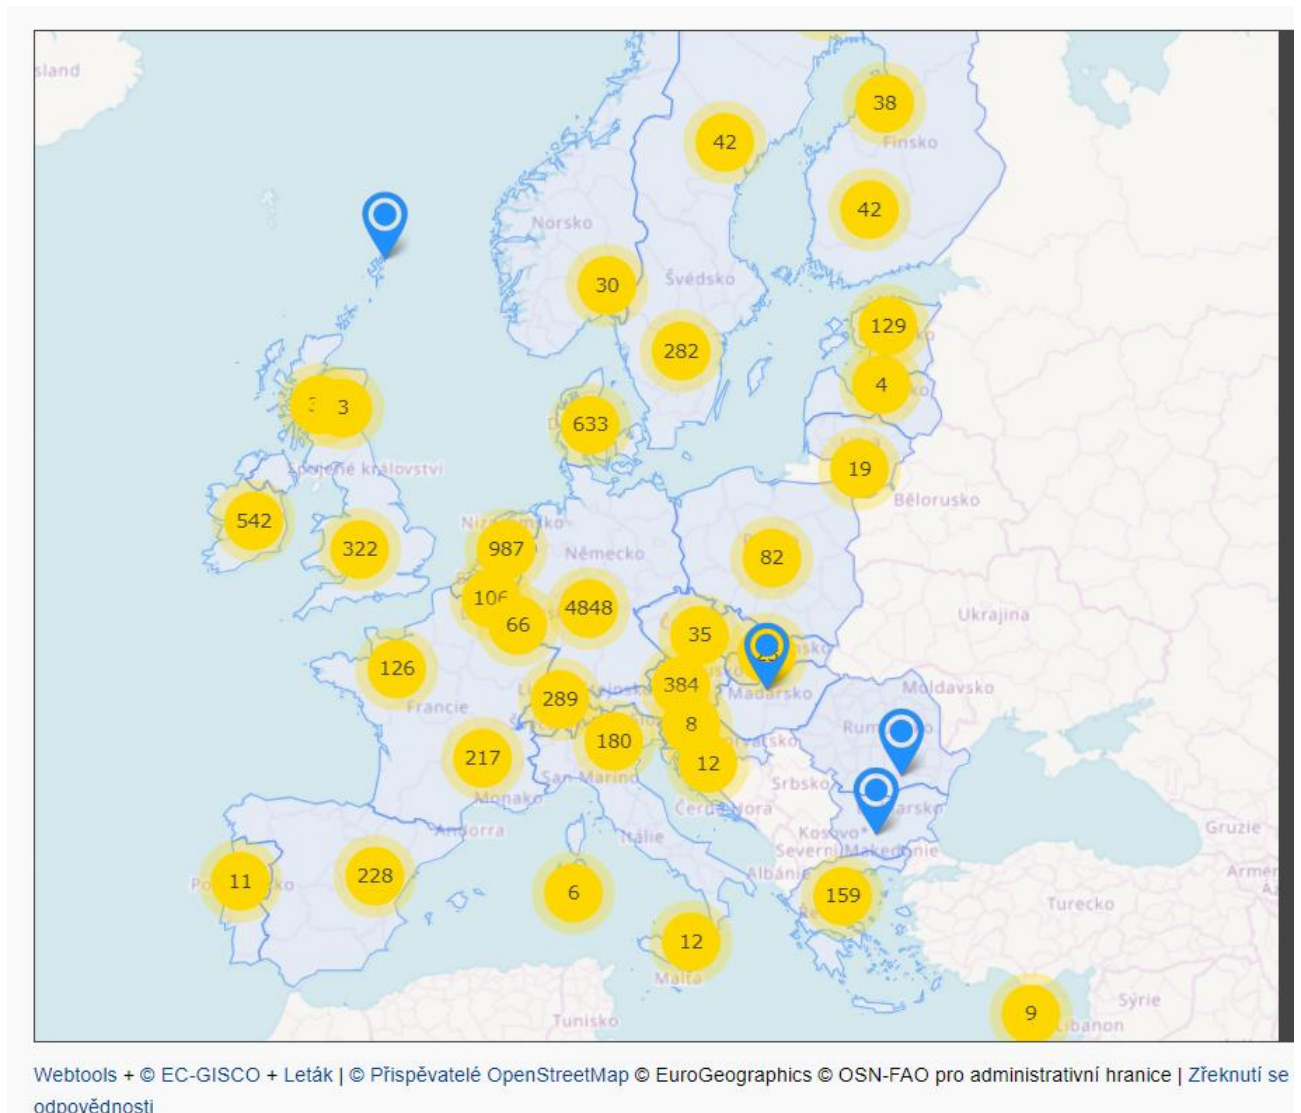 sland
38
42
Finsko
42
Norsko
Švédsko
30
129
282
4
3
633
Spojené království
19
Bělorusko
542
987
322
Německo
82
106
4848
66
Ukrajina
35
126
384
Maďarsko
Moldavsko
289
Francie
8
180
217
12
San Marino
Srbsko
Monako
Černá Hora
Andorra
Itálie
Kosovo*
Severní Makedonie
Gruzie
Albánie
11
228
6
159
Turecko
12
Malta
Sýrie
9
Libanon
Tunisko
Webtools + © EC-GISCO + Leták | © Přispěvatelé OpenStreetMap © EuroGeographics © OSN-FAO pro administrativní hranice | Zřeknutí se
odpovědnosti